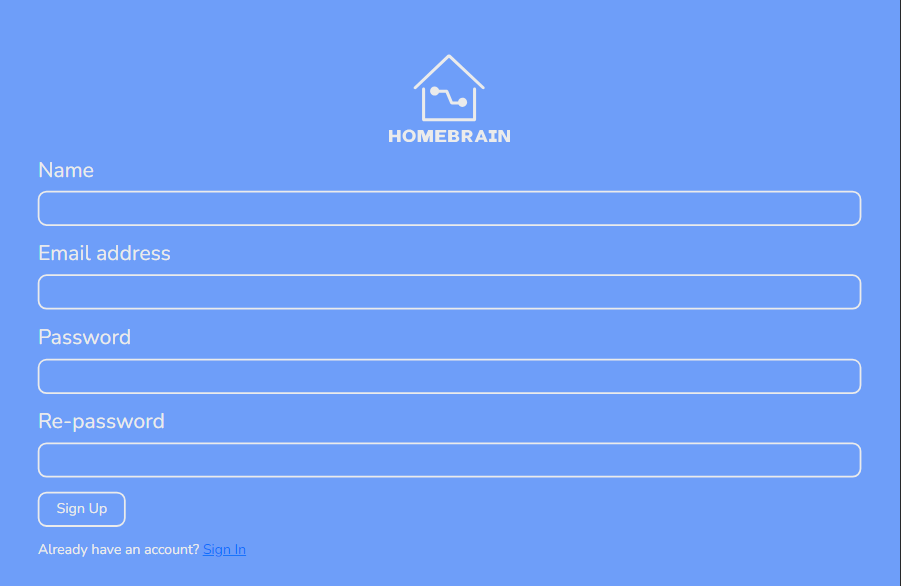 HOMEBRAIN
Name
Email address
Password
Re-password
Sign Up
Already have an account? Sign In